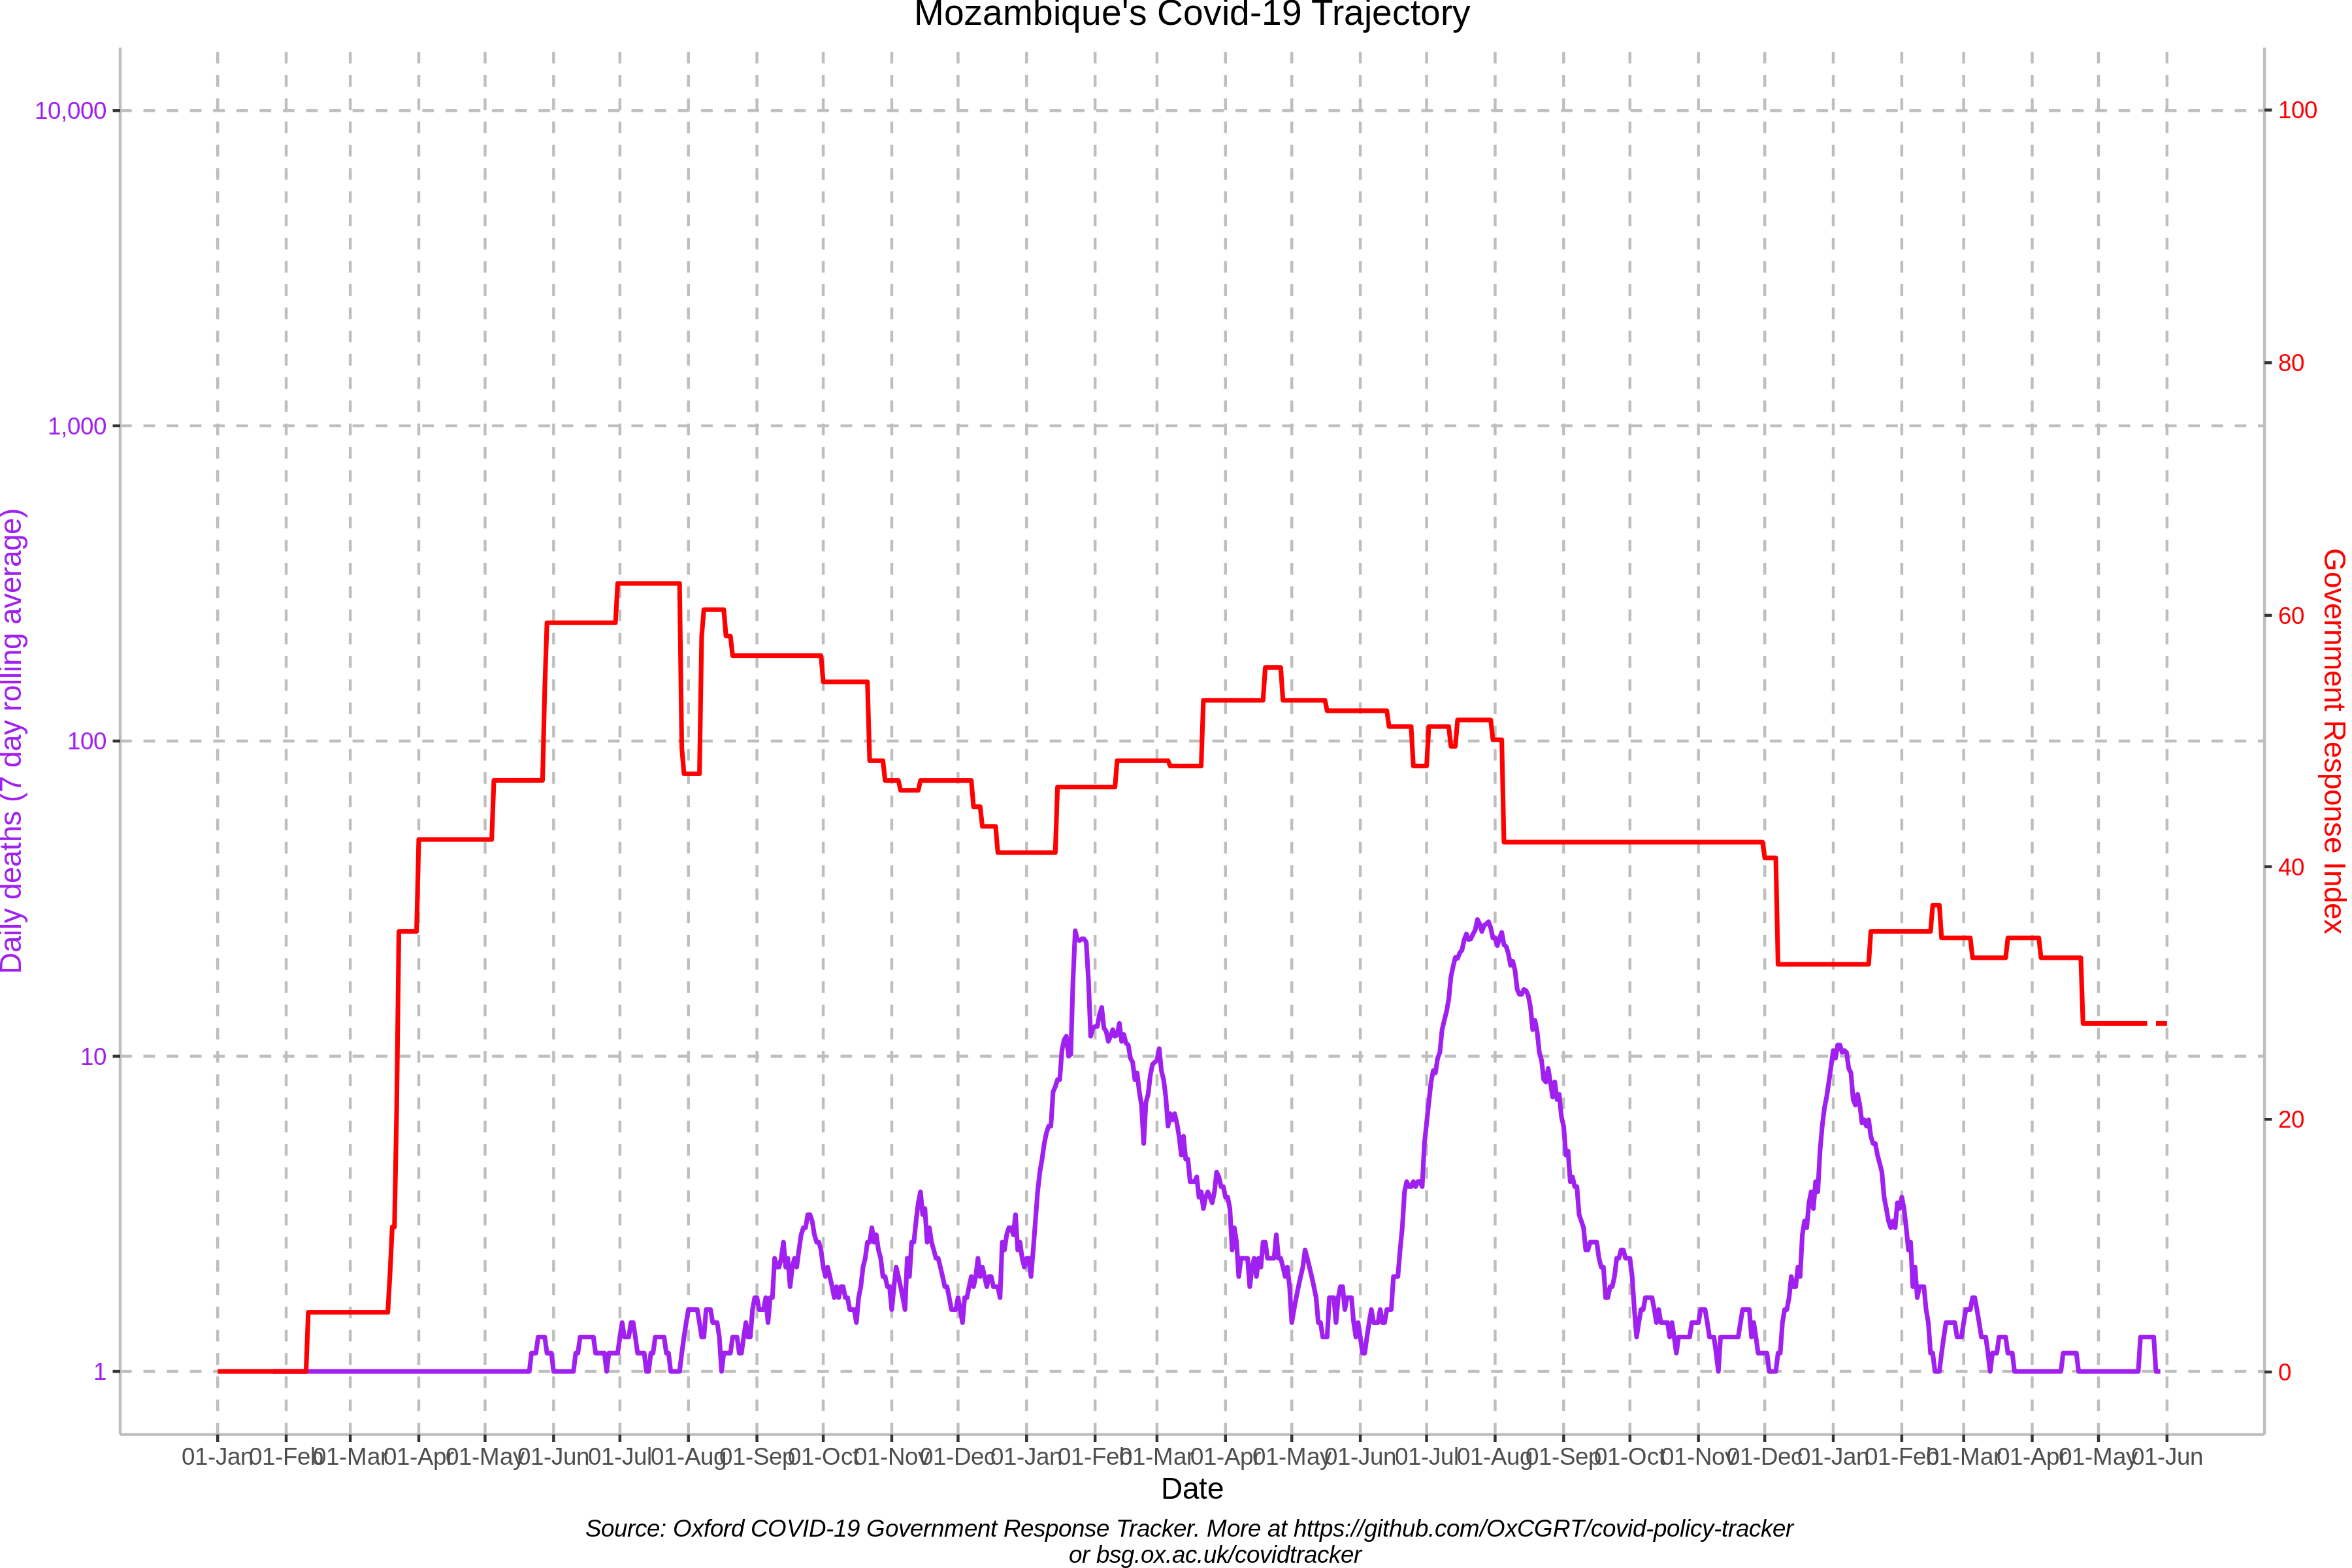 Mozambique's Covid-19 Trajectory
10,000
1,000
100
10
1
Daily deaths (7 day rolling average)
100
80
60
40
20
0
Government Response Index
01-Jan 01-Feb 01-Mar 01-Apr 01-May 01-Jun 01-Jul 01-Aug 01-Sep 01-Oct 01-Nov 01-Dec 01-Jan 01-Feb 01-Mar 01-Apr 01-May 01-Jun 01-Jul 01-Aug 01-Sep 01-Oct 01-Nov 01-Dec 01-Jan 01-Feb 01-Mar 01-Apr 01-May 01-Jun
Date
Source: Oxford COVID-19 Government Response Tracker. More at https://github.com/OxCGRT/covid-policy-tracker
or bsg.ox.ac.uk/covidtracker